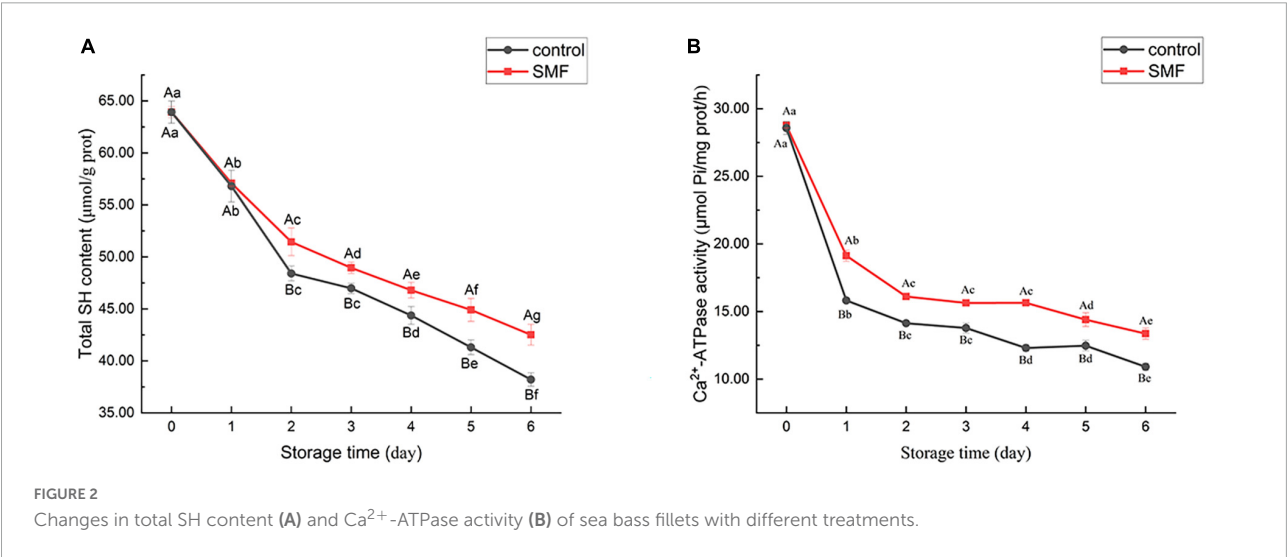 A
control
SMF
65.00
60.00
55.00
50.00
45.00
40.00
35.00
Total SH content (μmol/g prot)
Aa
Aa
Ab
Ab
Ac
Bc
Ad
Bc
Ae
Bd
Af
Be
Ag
Bf
0 1 2 3 4 5 6
Storage time (day)
B
control
SMF
30.00
25.00
20.00
15.00
10.00
Ca²⁺-ATPase activity (μmol Pi/mg prot/h)
Aa
Aa
Ab
Bb
Ac
Bc
Ac
Bc
Ac
Bd
Ad
Bd
Ae
Be
0 1 2 3 4 5 6
Storage time (day)
FIGURE 2
Changes in total SH content (A) and Ca²⁺-ATPase activity (B) of sea bass fillets with different treatments.